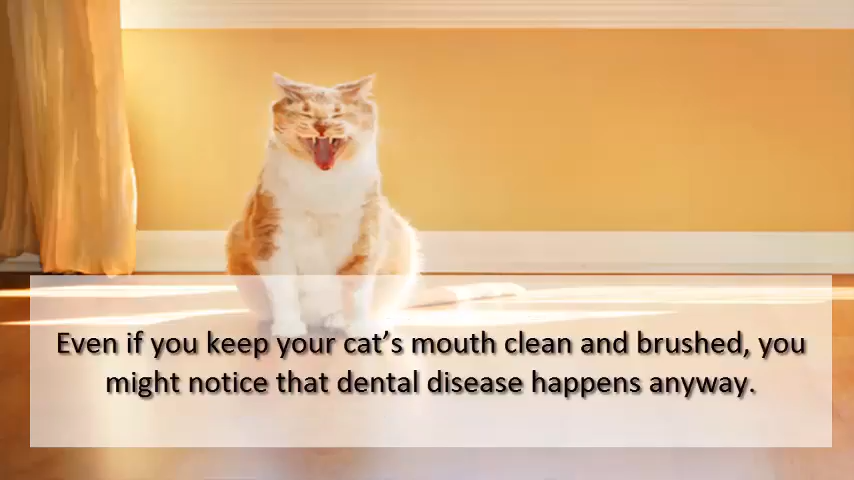 Even if you keep your cat’s mouth clean and brushed, you
might notice that dental disease happens anyway.